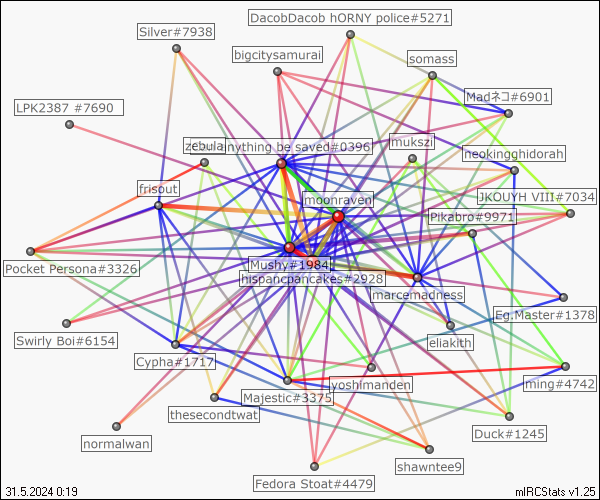 DacobDacob hORNY police#5271
Silver#7938
bigcitysamurai
somass
Madネコ#6901
LPK2387 #7690
zebula
anything be saved#0396
mukszi
neokingghidorah
frisout
moonraven
JKOUYH VIII#7034
Pikabro#9971
Pocket Persona#3326
Mushy#1984
hispancpancakes#2928
marcemadness
Eg.Master#1378
Swirly Boi#6154
eliakith
Cypha#1717
yoshimanden
ming#4742
Majestic#3375
thesecondtwat
Duck#1245
normalwan
shawntee9
Fedora Stoat#4479
31.5.2024 0:19
mIRCStats v1.25